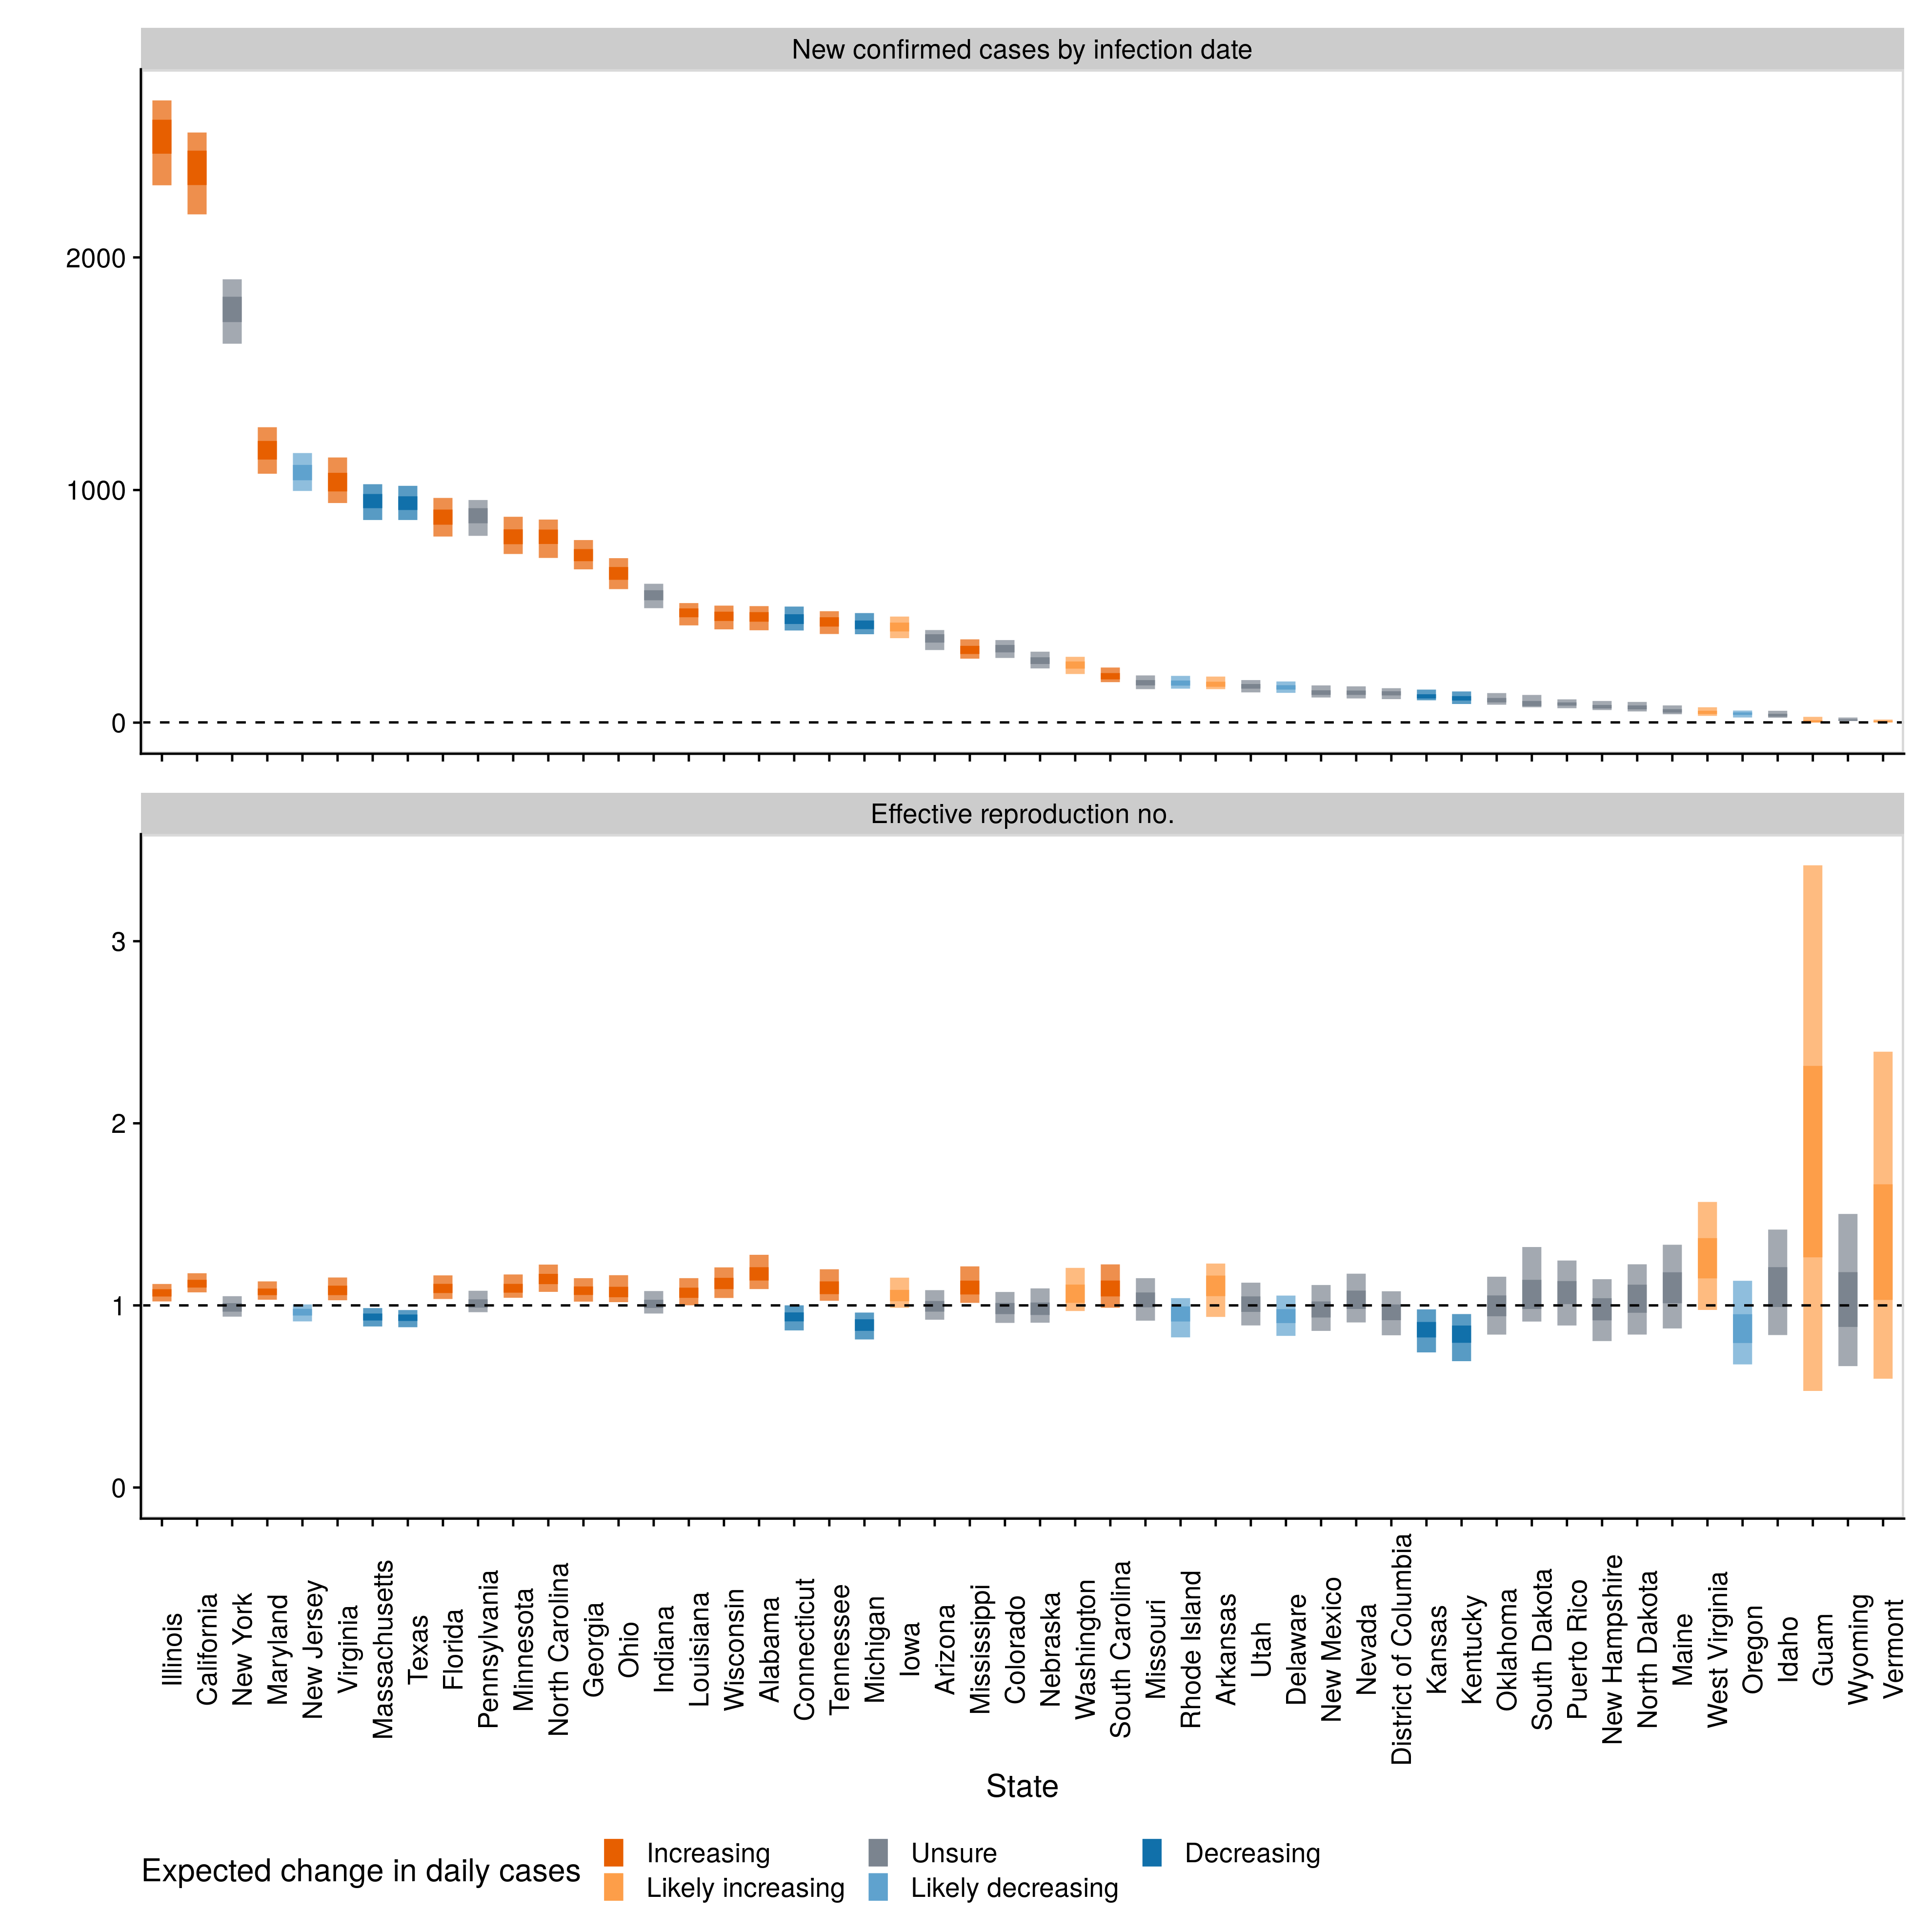 New confirmed cases by infection date
2000
1000
0
Effective reproduction no.
3
2
1
0
Illinois
California
New York
Maryland
New Jersey
Virginia
Massachusetts
Texas
Florida
Pennsylvania
Minnesota
North Carolina
Georgia
Ohio
Indiana
Louisiana
Wisconsin
Alabama
Connecticut
Tennessee
Michigan
Iowa
Arizona
Mississippi
Colorado
Nebraska
Washington
South Carolina
Missouri
Rhode Island
Arkansas
Utah
Delaware
New Mexico
Nevada
District of Columbia
Kansas
Kentucky
Oklahoma
South Dakota
Puerto Rico
New Hampshire
North Dakota
Maine
West Virginia
Oregon
Idaho
Guam
Wyoming
Vermont
State
Expected change in daily cases
Increasing
Unsure
Decreasing
Likely increasing
Likely decreasing